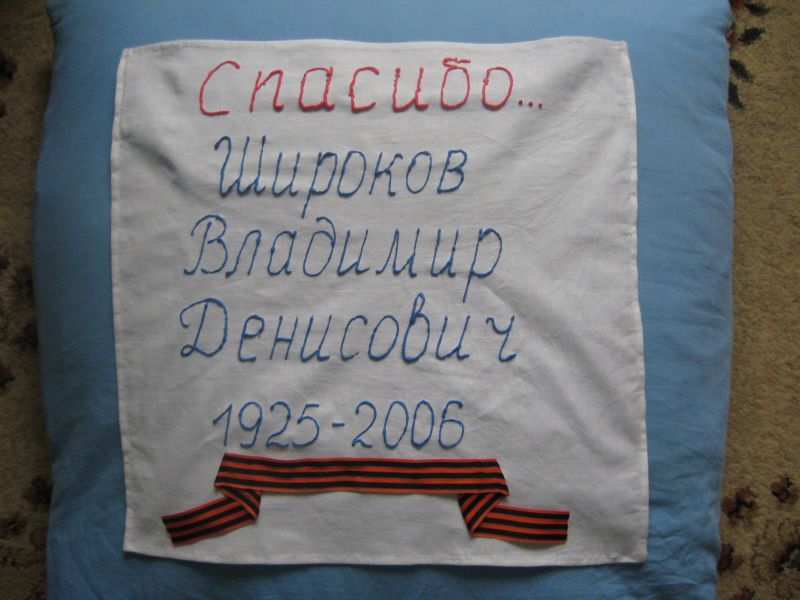 Спасибо...
Широков
Владимир
Денисович
1925-2006